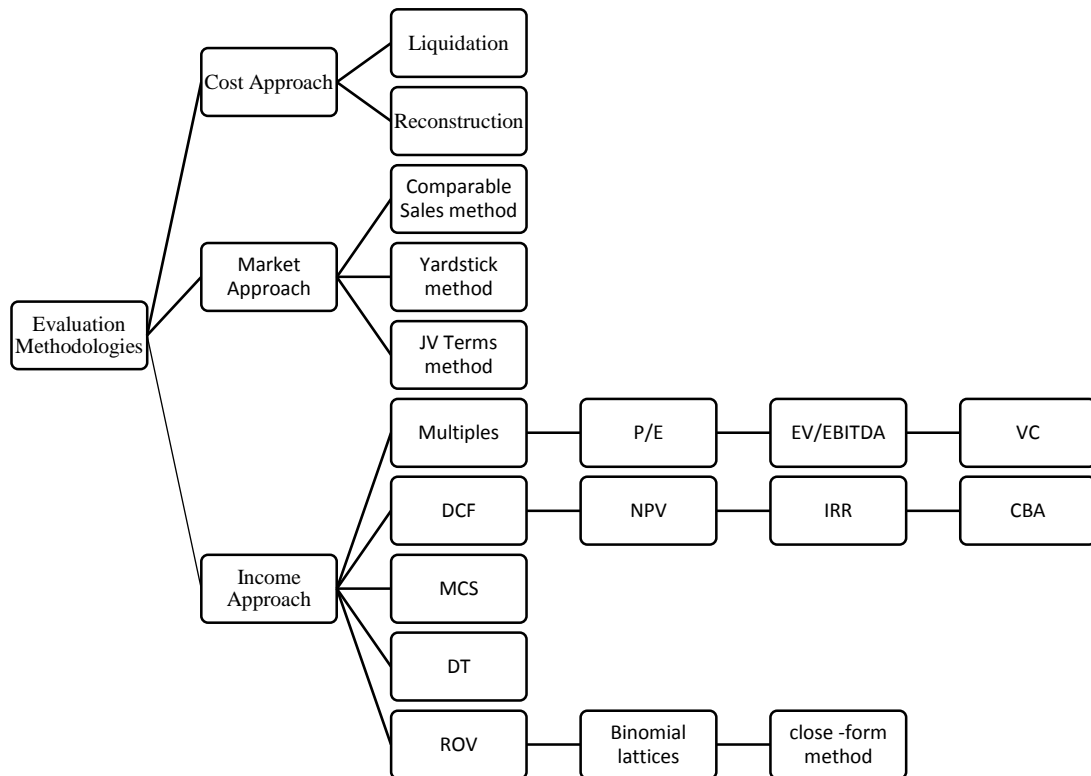 Liquidation
Cost Approach
Reconstruction
Comparable
Sales method
Market
Approach
Yardstick
method
Evaluation
Methodologies
JV Terms
method
Multiples
P/E
EV/EBITDA
VC
DCF
NPV
IRR
CBA
Income
Approach
MCS
DT
ROV
Binomial
lattices
close -form
method